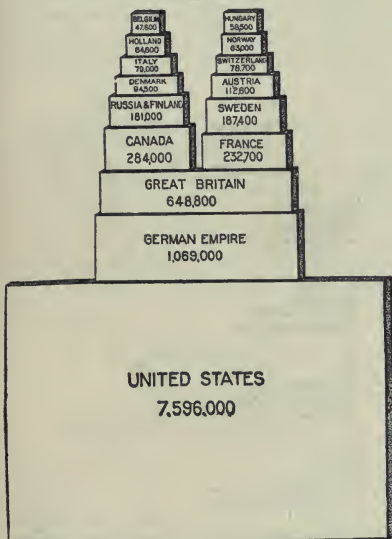 BELGIUM
47,600
HUNGARY
58,500
HOLLAND
64,600
NORWAY
63,000
ITALY
70,000
SWITZERLAND
78,700
DENMARK
94,500
AUSTRIA
112,600
RUSSIA & FINLAND
181,000
SWEDEN
187,400
CANADA
284,000
FRANCE
232,700
GREAT BRITAIN
648,800
GERMAN EMPIRE
1,069,000
UNITED STATES
7,596,000